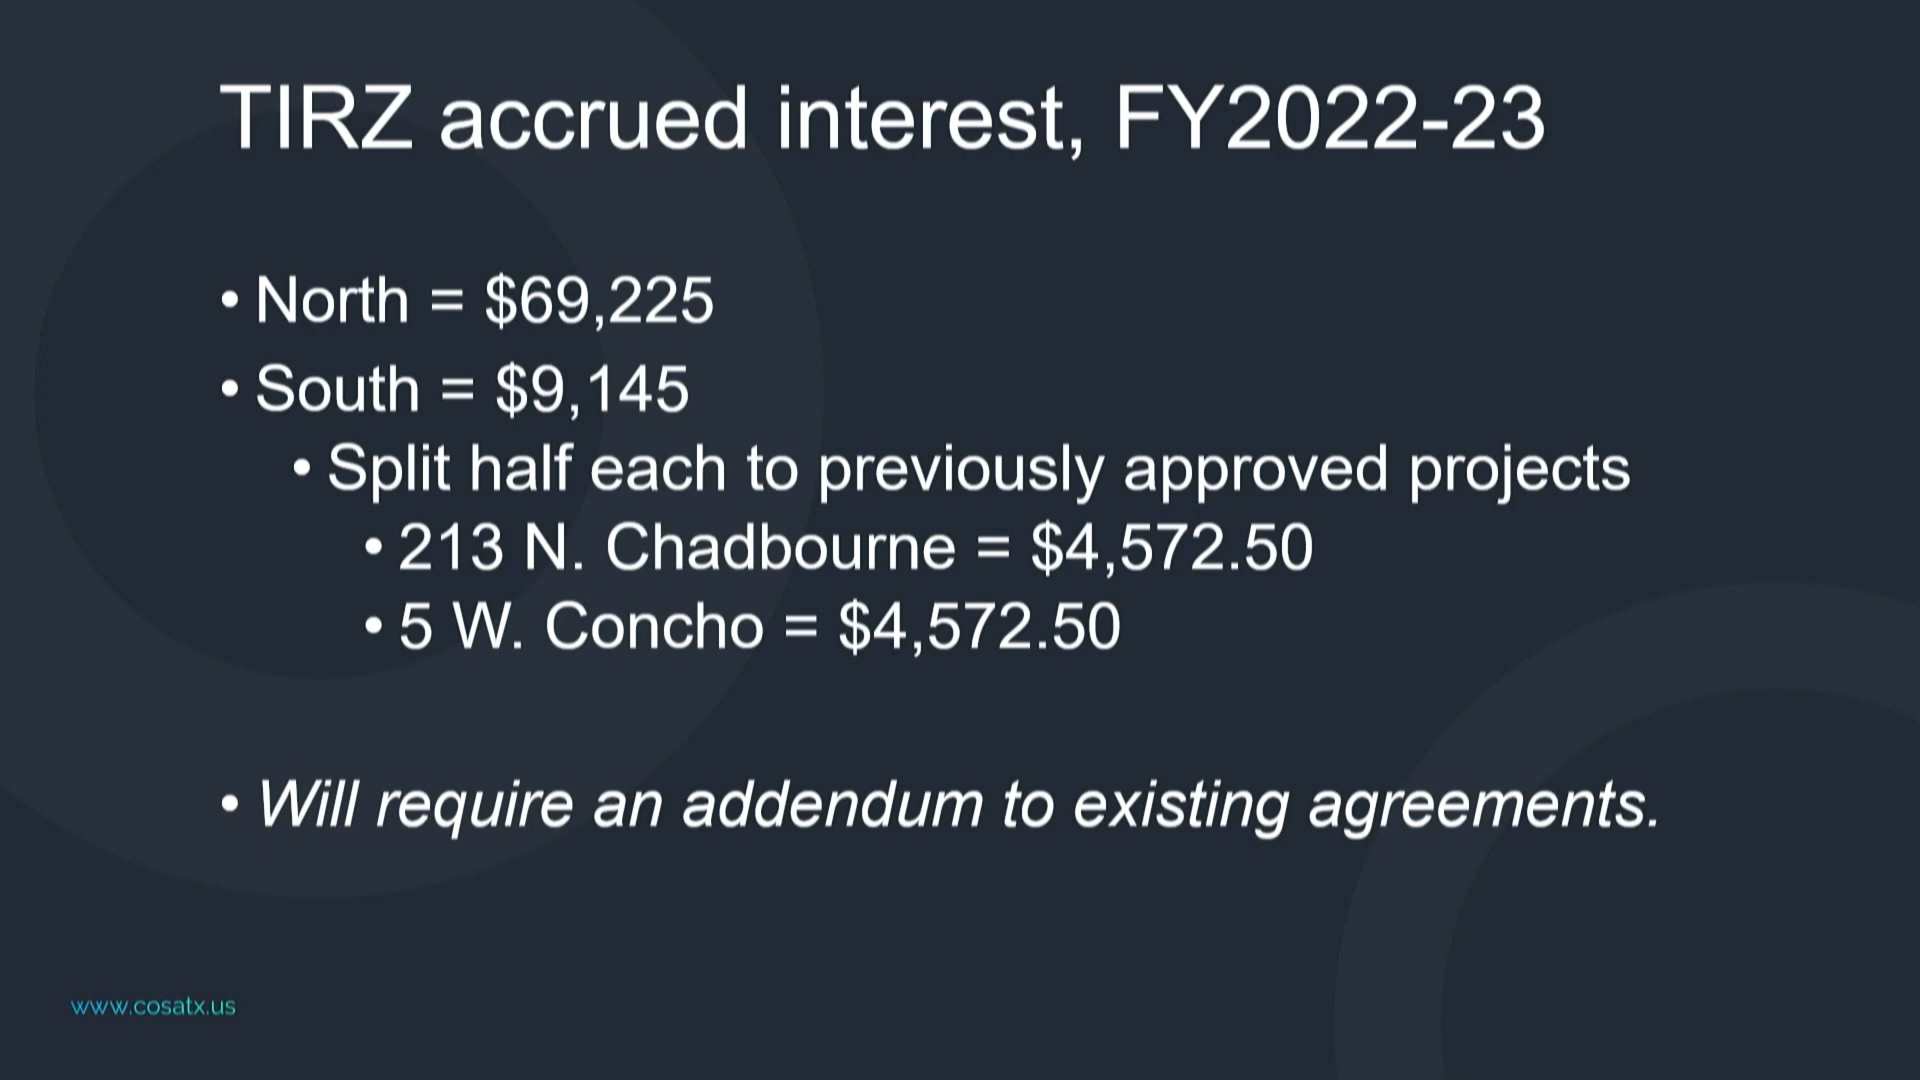 TIRZ accrued interest, FY2022-23
• North = $69,225
• South = $9,145
• Split half each to previously approved projects
• 213 N. Chadbourne = $4,572.50
• 5 W. Concho = $4,572.50
• Will require an addendum to existing agreements.
www.cosatx.us